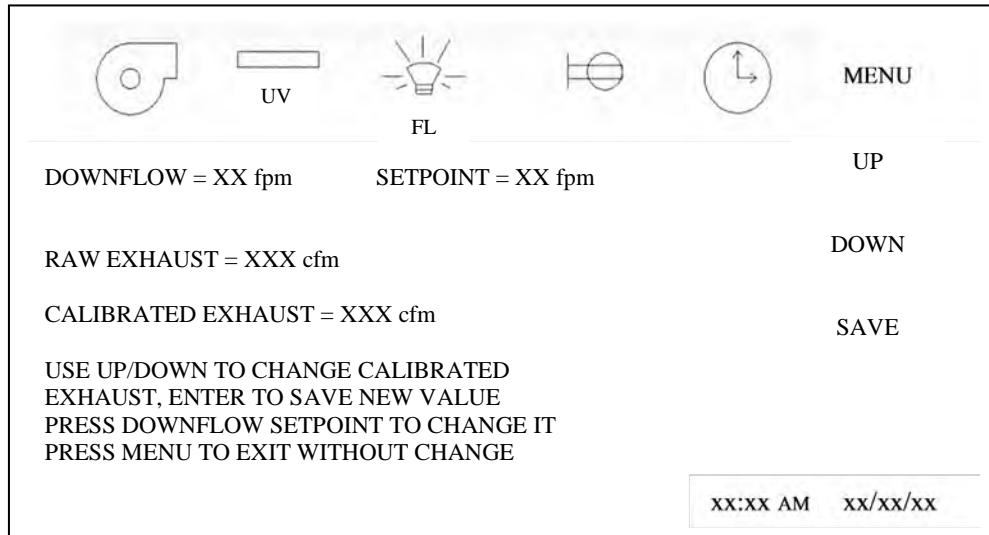 UV
FL
MENU
UP
DOWNFLOW = XX fpm SETPOINT = XX fpm
DOWN
RAW EXHAUST = XXX cfm
CALIBRATED EXHAUST = XXX cfm
SAVE
USE UP/DOWN TO CHANGE CALIBRATED
EXHAUST, ENTER TO SAVE NEW VALUE
PRESS DOWNFLOW SETPOINT TO CHANGE IT
PRESS MENU TO EXIT WITHOUT CHANGE
xx:xx AM xx/xx/xx